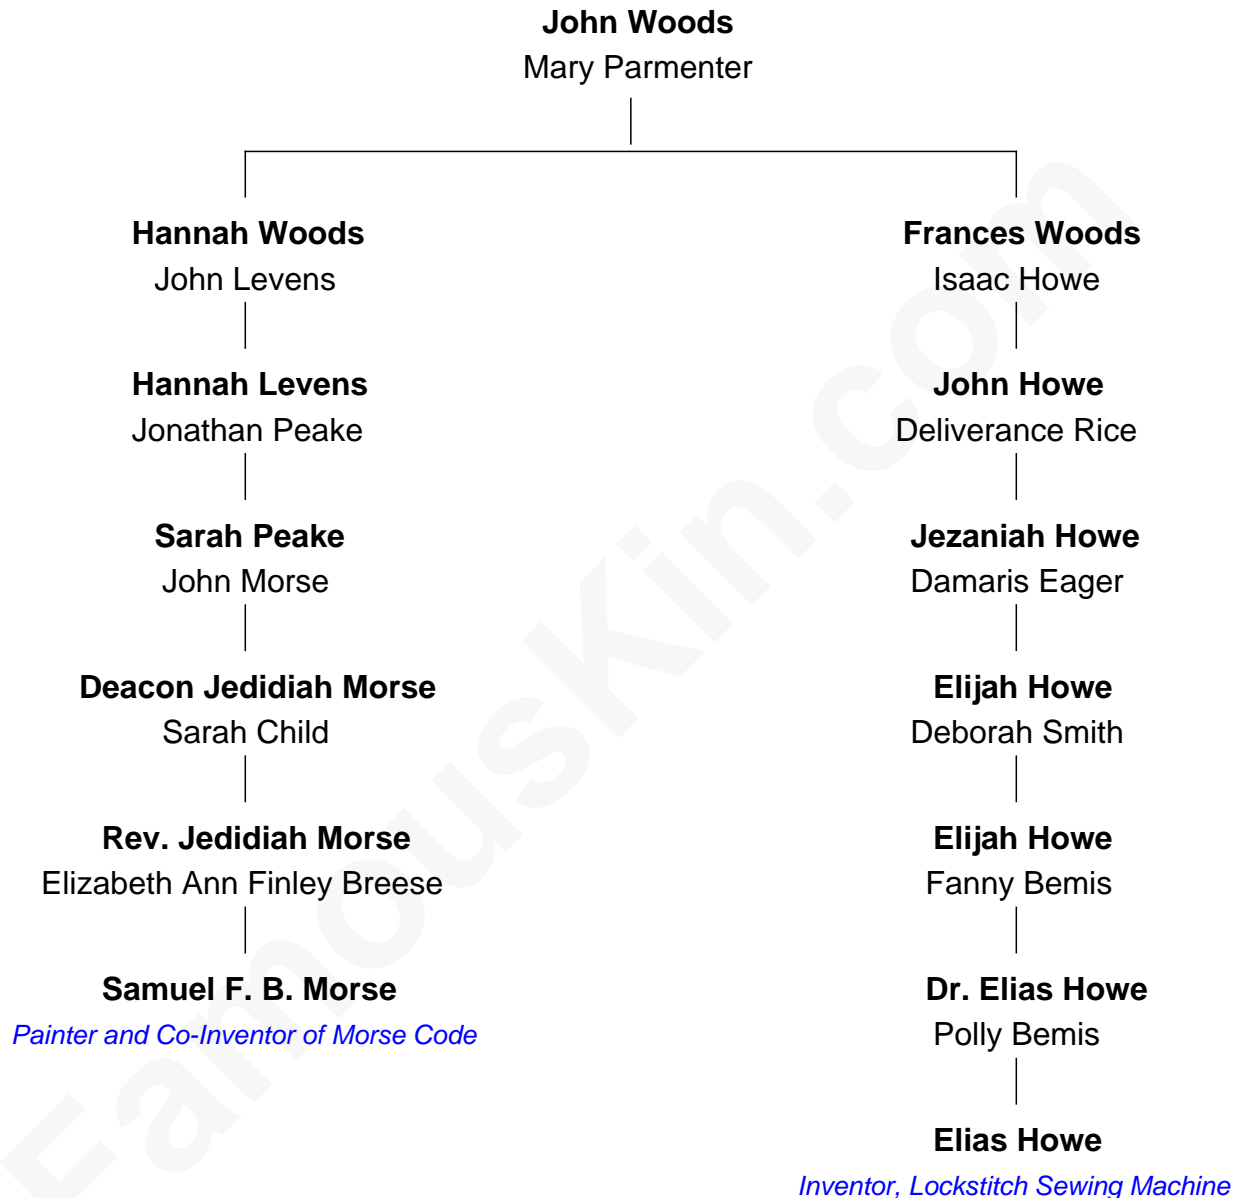 John Woods
Mary Parmenter
Hannah Woods
John Levens
Hannah Levens
Jonathan Peake
Sarah Peake
John Morse
Deacon Jedidiah Morse
Sarah Child
Rev. Jedidiah Morse
Elizabeth Ann Finley Breese
Samuel F. B. Morse
Painter and Co-Inventor of Morse Code
Frances Woods
Isaac Howe
John Howe
Deliverance Rice
Jezaniah Howe
Damaris Eager
Elijah Howe
Deborah Smith
Elijah Howe
Fanny Bemis
Dr. Elias Howe
Polly Bemis
Elias Howe
Inventor, Lockstitch Sewing Machine
FamousKin.com